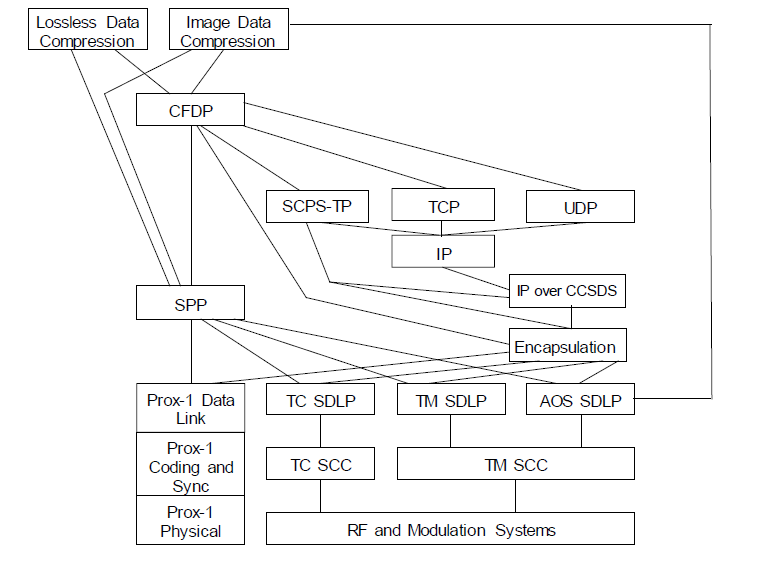 Lossless Data
Compression
Image Data
Compression
CFDP
SCPS-TP
TCP
UDP
IP
IP over CCSDS
SPP
Encapsulation
Prox-1 Data
Link
TC SDLP
TM SDLP
AOS SDLP
Prox-1
Coding and
Sync
TC SCC
TM SCC
Prox-1
Physical
RF and Modulation Systems